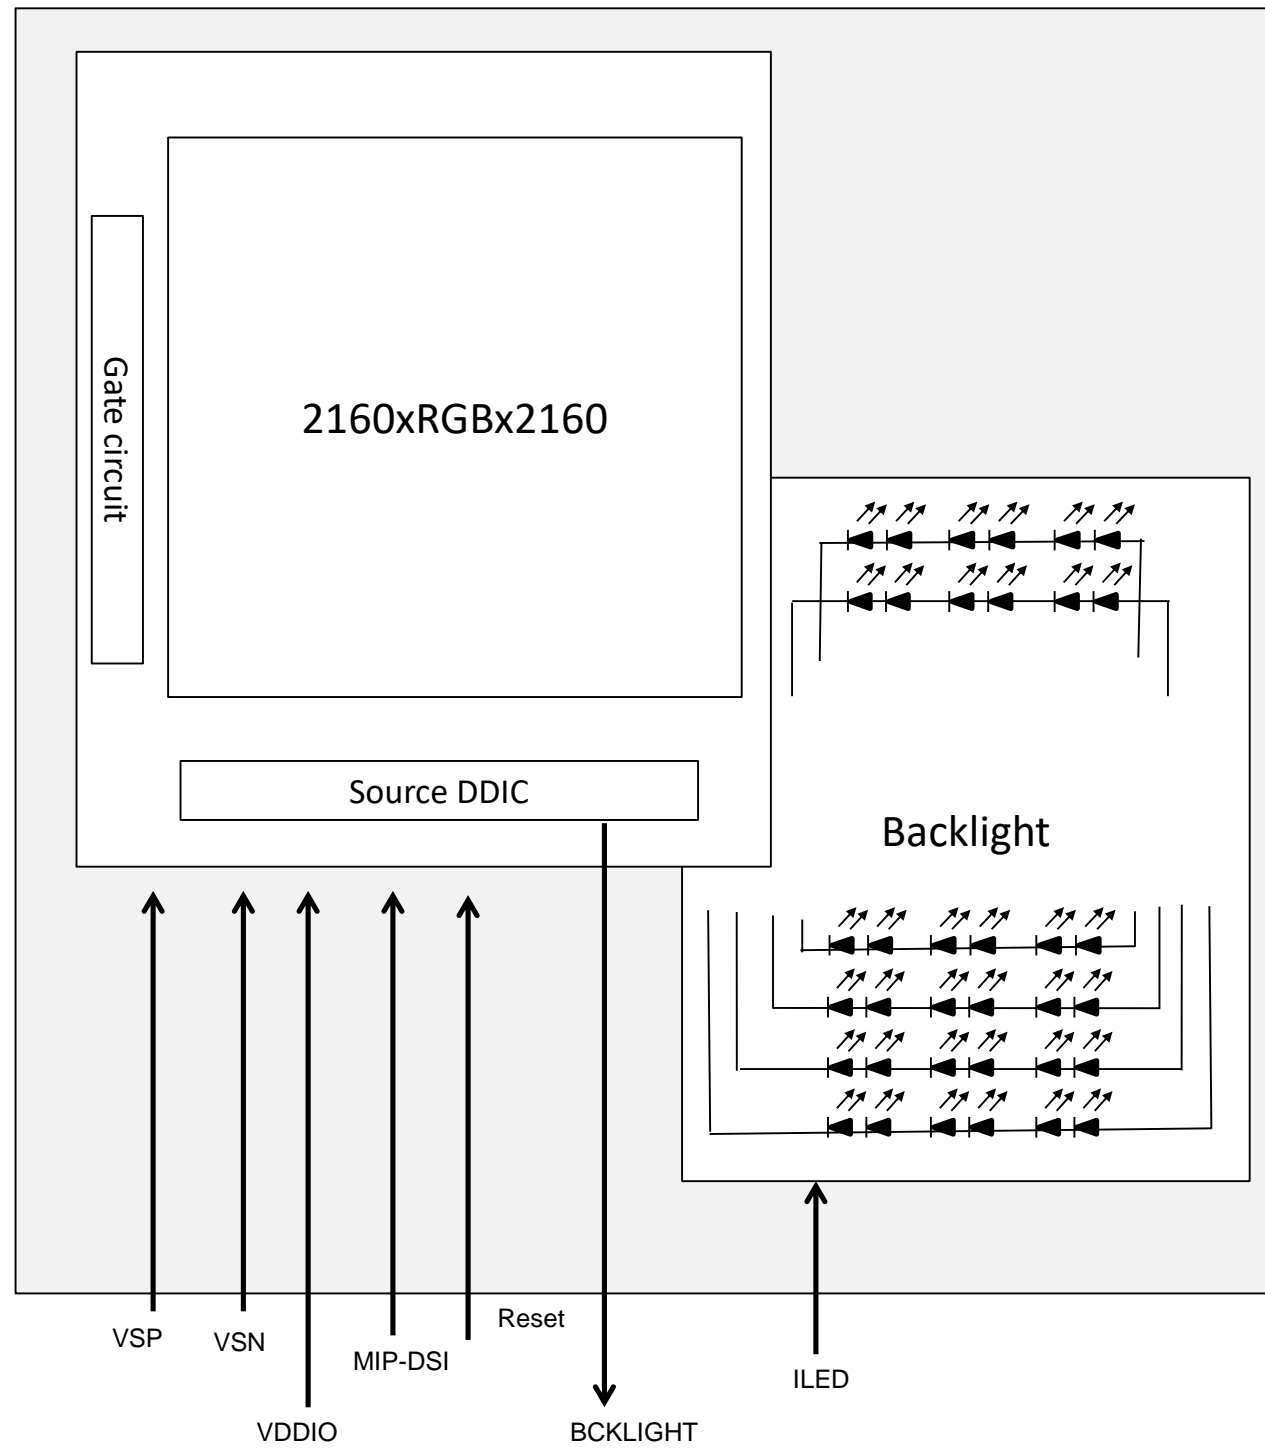 2160xRGBx2160
Gate circuit
Source DDIC
Backlight
Reset
VSP
VSN
MIP-DSI
ILED
VDDIO
BCKLIGHT